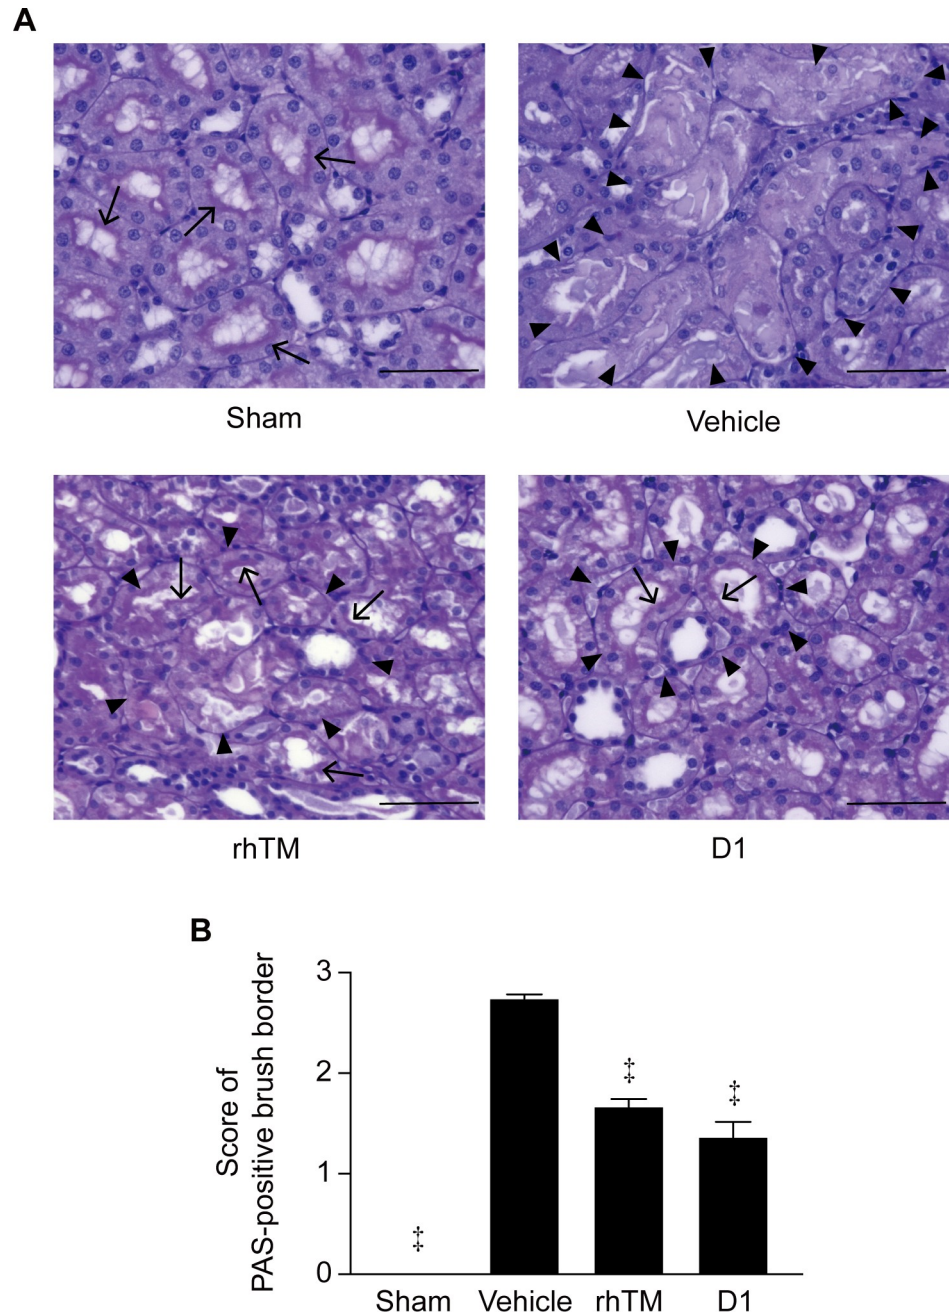 A
Sham
Vehicle
rhTM
D1
B
Score of
PAS-positive brush border
3
2
1
0
‡
‡
‡
Sham Vehicle rhTM D1